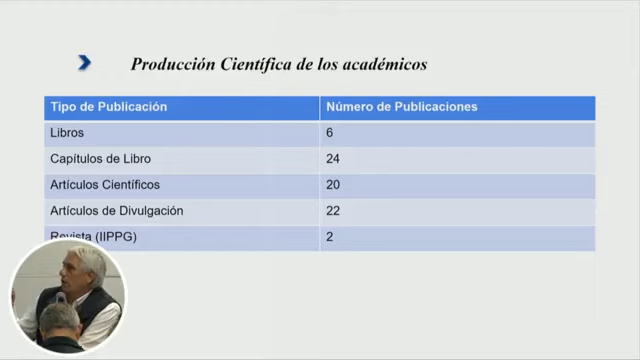 Producción Científica de los académicos
Tipo de Publicación Número de Publicaciones
Libros 6
Capítulos de Libro 24
Artículos Científicos 20
Artículos de Divulgación 22
Revista (IIPPG) 2